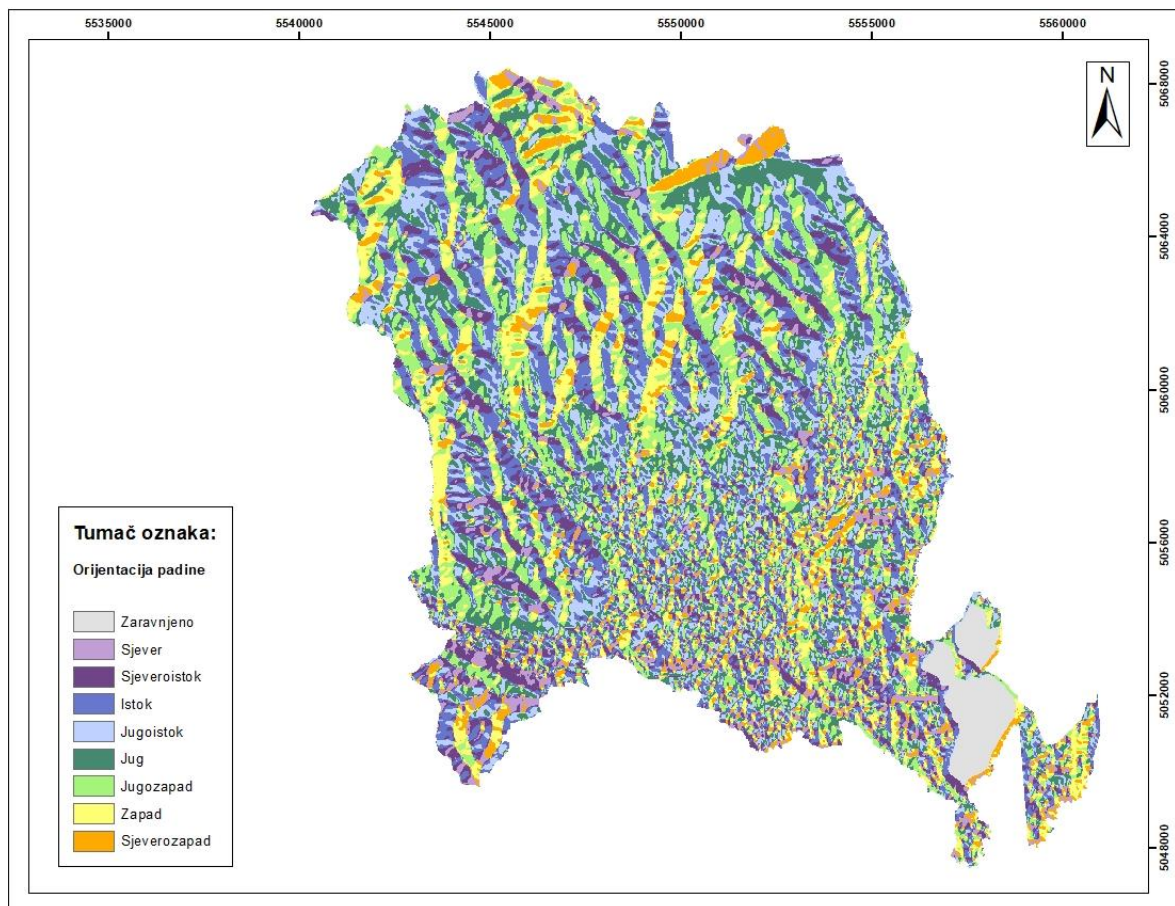 5535000
5540000
5545000
5550000
5555000
5560000
N
5068000
5064000
5060000
5056000
5052000
5048000
Tumač oznaka:
Orijentacija padine
Zaravnjeno
Sjever
Sjeveroistok
Istok
Jugoistok
Jug
Jugozapad
Zapad
Sjeverozapad